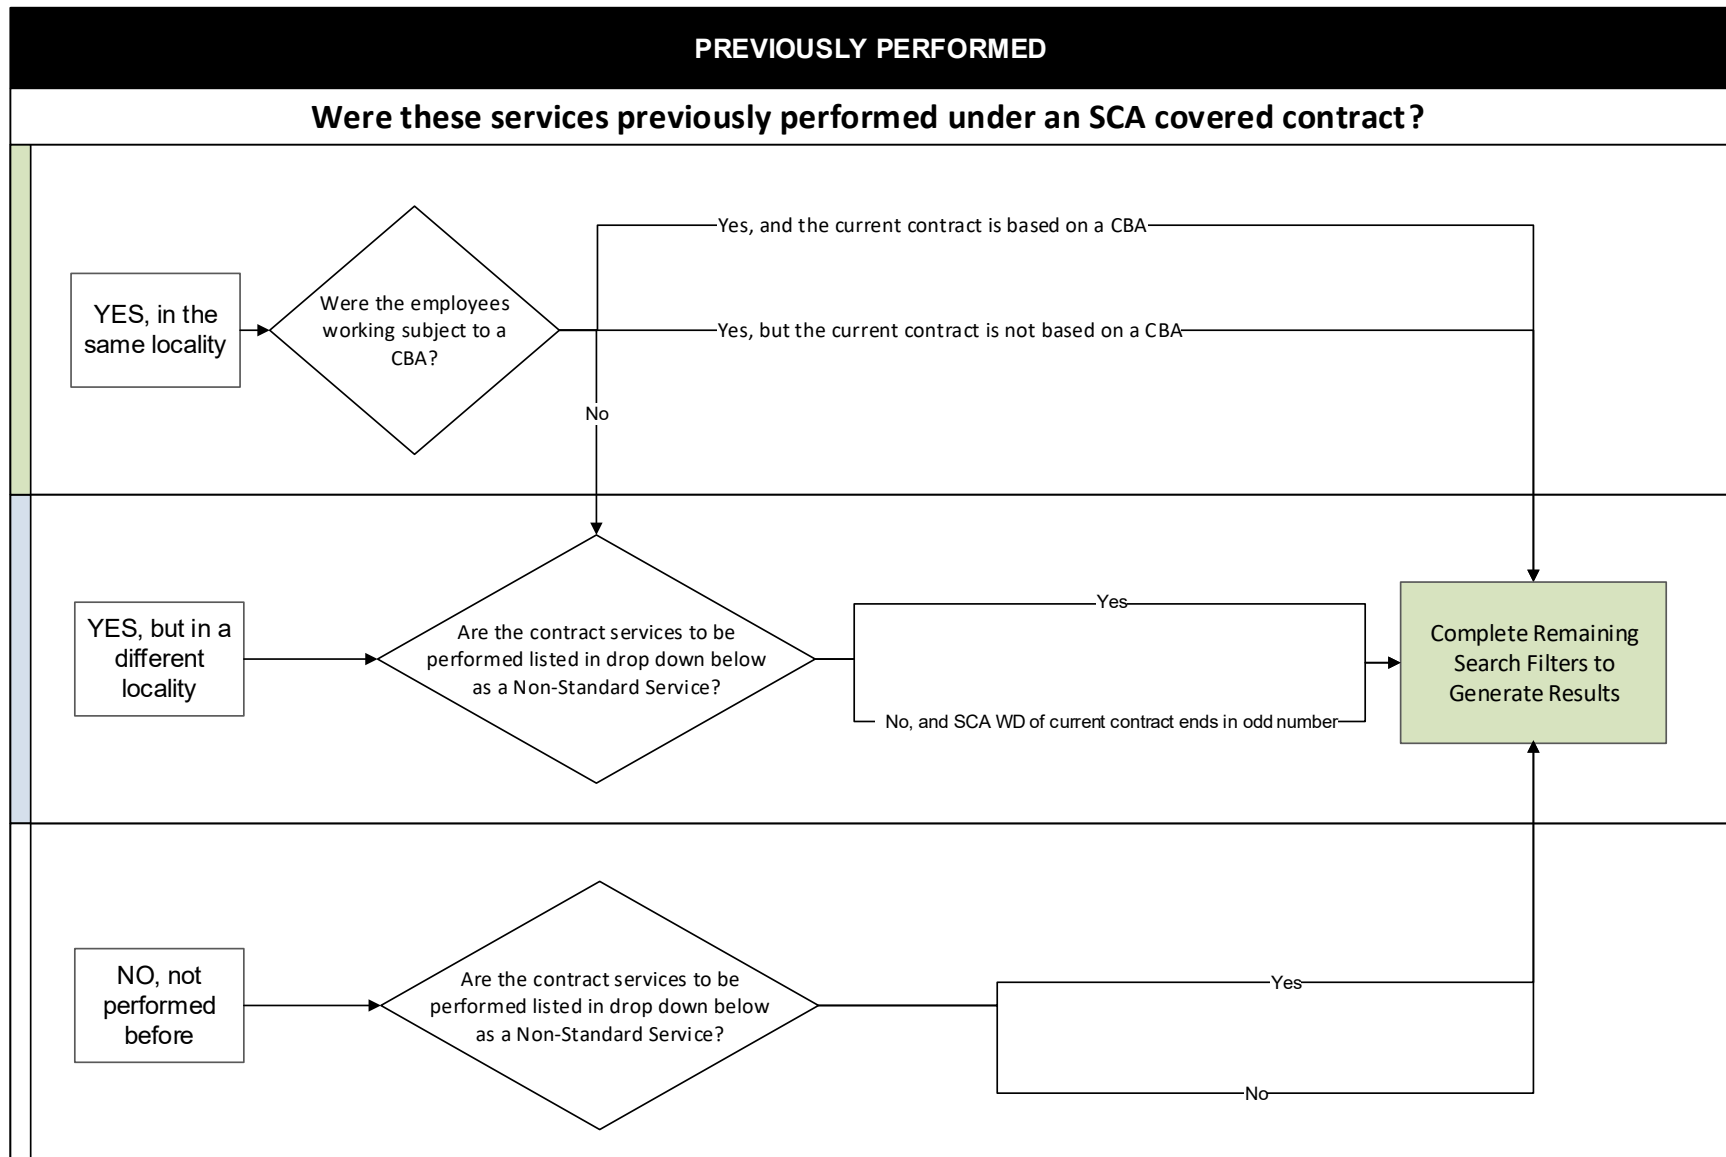 PREVIOUSLY PERFORMED
Were these services previously performed under an SCA covered contract?
YES, in the
same locality
Were the employees
working subject to a
CBA?
Yes, and the current contract is based on a CBA
Yes, but the current contract is not based on a CBA
No
YES, but in a
different
locality
Are the contract services to be
performed listed in drop down below
as a Non-Standard Service?
Yes
No, and SCA WD of current contract ends in odd number
Complete Remaining
Search Filters to
Generate Results
NO, not
performed
before
Are the contract services to be
performed listed in drop down below
as a Non-Standard Service?
Yes
No